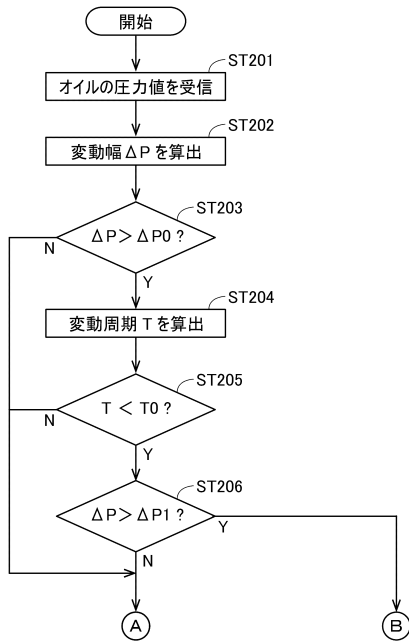 開始
ST201
オイルの圧力値を受信
ST202
変動幅ΔPを算出
ST203
ΔP＞ΔP0？
N
Y
ST204
変動周期Tを算出
ST205
T＜T0？
N
Y
ST206
ΔP＞ΔP1？
Y
N
A
B